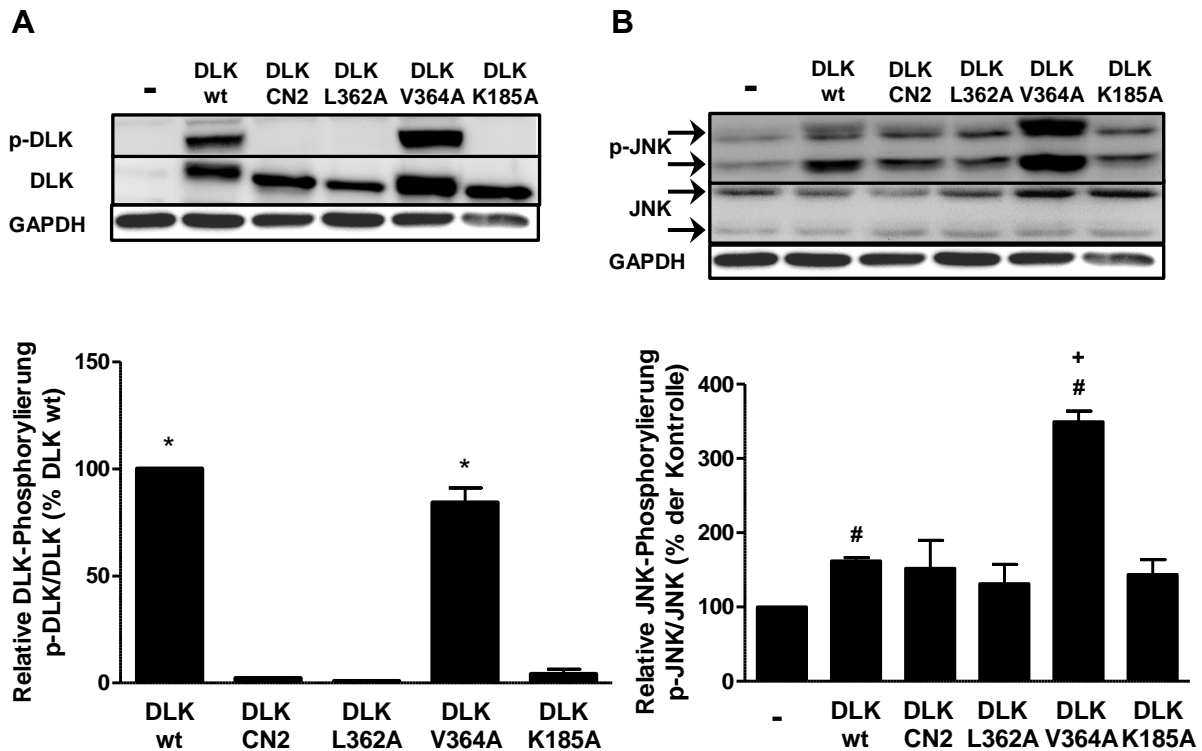 A
-
DLK wt
DLK CN2
DLK L362A
DLK V364A
DLK K185A
p-DLK
DLK
GAPDH
Relative DLK-Phosphorylierung
p-DLK/DLK (% DLK wt)
150
100
50
0
*
*
DLK wt
DLK CN2
DLK L362A
DLK V364A
DLK K185A
B
-
DLK wt
DLK CN2
DLK L362A
DLK V364A
DLK K185A
p-JNK
JNK
GAPDH
Relative JNK-Phosphorylierung
p-JNK/JNK (% der Kontrolle)
400
300
200
100
0
#
+
#
-
DLK wt
DLK CN2
DLK L362A
DLK V364A
DLK K185A